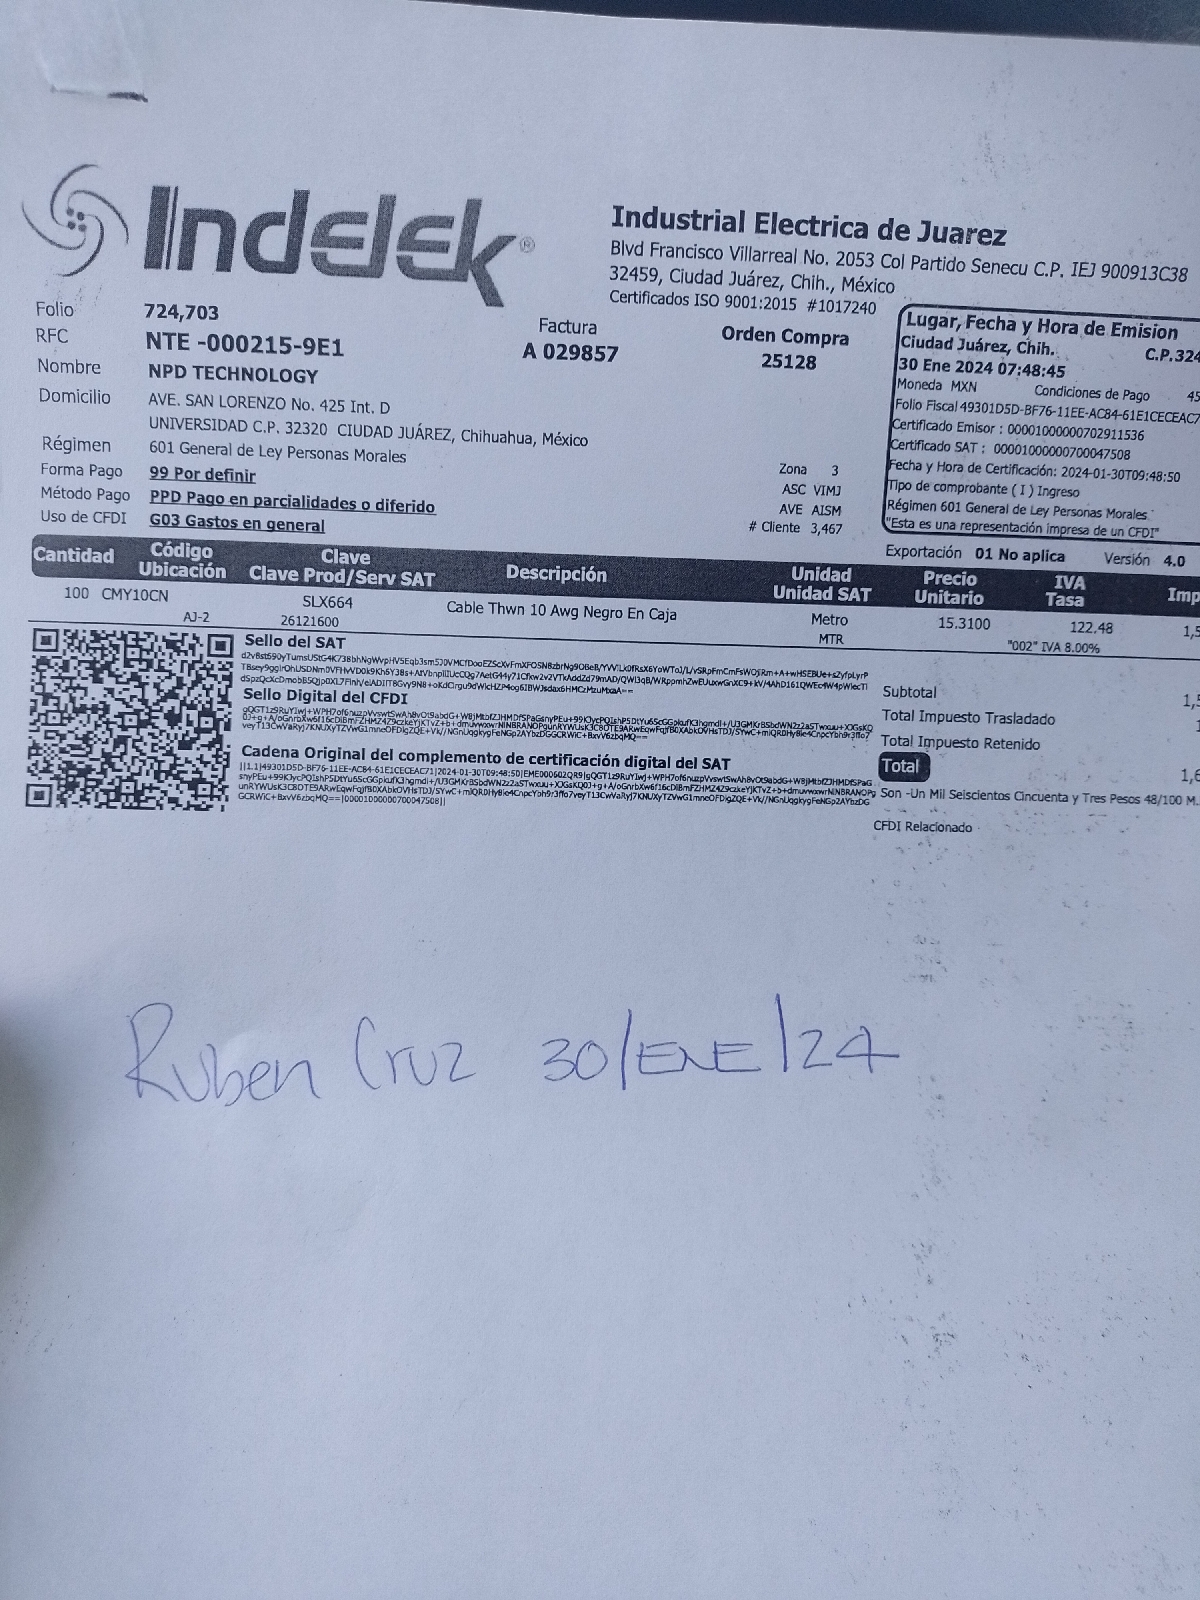 Indelek®
Industrial Electrica de Juarez
Blvd Francisco Villarreal No. 2053 Col Partido Senecu C.P. IEJ 900913C38
32459, Ciudad Juárez, Chih., México
Certificados ISO 9001:2015 #1017240
Folio 724,703
RFC NTE -000215-9E1
Nombre NPD TECHNOLOGY
Domicilio AVE. SAN LORENZO No. 425 Int. D
UNIVERSIDAD C.P. 32320 CIUDAD JUÁREZ, Chihuahua, México
Régimen 601 General de Ley Personas Morales
Forma Pago 99 Por definir
Método Pago PPD Pago en parcialidades o diferido
Uso de CFDI G03 Gastos en general
Factura
A 029857
Orden Compra
25128
Zona 3
ASC VIMJ
AVE AISM
# Cliente 3,467
Lugar, Fecha y Hora de Emision
Ciudad Juárez, Chih. C.P.324
30 Ene 2024 07:48:45
Moneda MXN Condiciones de Pago 45
Folio Fiscal 49301D5D-BF76-11EE-AC84-61E1CECEAC7
Certificado Emisor : 00001000000702911536
Certificado SAT : 00001000000700047508
Fecha y Hora de Certificación: 2024-01-30T09:48:50
Tipo de comprobante ( I ) Ingreso
Régimen 601 General de Ley Personas Morales
"Esta es una representación impresa de un CFDI"
Exportación 01 No aplica Versión 4.0
Cantidad Código Ubicación Clave Clave Prod/Serv SAT Descripción Unidad Unidad SAT Precio Unitario IVA Tasa Imp
100 CMY10CN SLX664 Cable Thwn 10 Awg Negro En Caja Metro 15.3100 122.48 1,5
AJ-2 26121600 MTR "002" IVA 8.00%
Sello del SAT
Sello Digital del CFDI
Cadena Original del complemento de certificación digital del SAT
Subtotal 1,5
Total Impuesto Trasladado 1
Total Impuesto Retenido
Total 1,6
Son -Un Mil Seiscientos Cincuenta y Tres Pesos 48/100 M.
CFDI Relacionado
Ruben Cruz 30/ENE/24